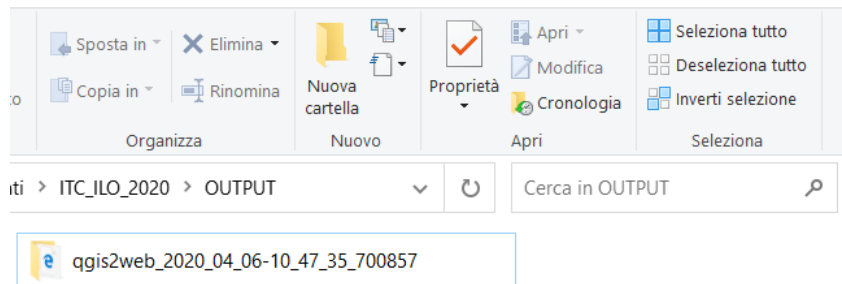 Sposta in
Elimina
Copia in
Rinomina
Organizza
Nuova
cartella
Nuovo
Proprietà
Apri
Modifica
Cronologia
Apri
Seleziona tutto
Deseleziona tutto
Inverti selezione
Seleziona
ITC_ILO_2020 > OUTPUT
Cerca in OUTPUT
qgis2web_2020_04_06-10_47_35_700857